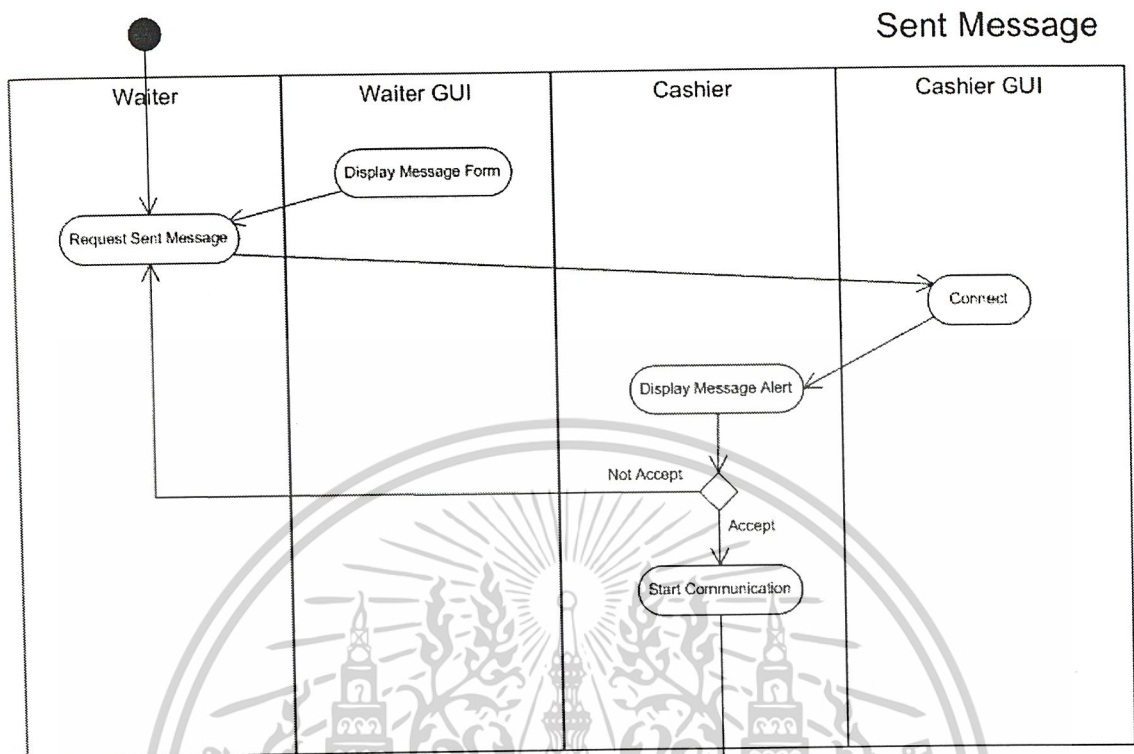 Sent Message
Waiter
Waiter GUI
Cashier
Cashier GUI
Display Message Form
Request Sent Message
Connect
Display Message Alert
Not Accept
Accept
Start Communication